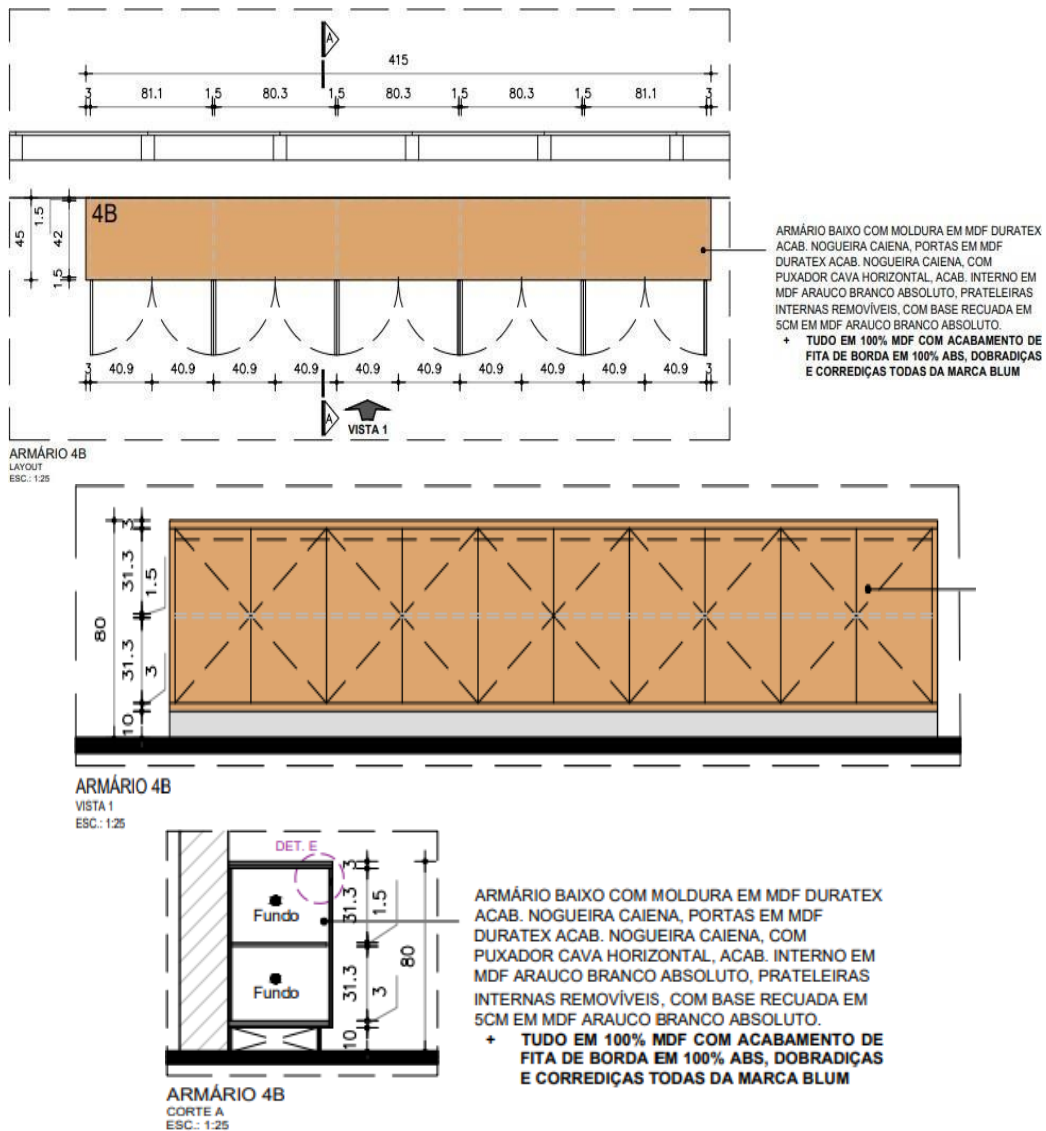 A
415
3 81.1 1.5 80.3 1.5 80.3 1.5 80.3 1.5 81.1 3
4B
45
1.5
42
1.5
ARMÁRIO BAIXO COM MOLDURA EM MDF DURATEX
ACAB. NOGUEIRA CAIENA, PORTAS EM MDF
DURATEX ACAB. NOGUEIRA CAIENA, COM
PUXADOR CAVA HORIZONTAL, ACAB. INTERNO EM
MDF ARAUCO BRANCO ABSOLUTO, PRATELEIRAS
INTERNAS REMOVÍVEIS, COM BASE RECUADA EM
5CM EM MDF ARAUCO BRANCO ABSOLUTO.
+ TUDO EM 100% MDF COM ACABAMENTO DE
FITA DE BORDA EM 100% ABS, DOBRADIÇAS
E CORREDIÇAS TODAS DA MARCA BLUM
3 40.9 40.9 40.9 40.9 40.9 40.9 40.9 40.9 40.9 40.9 3
A
VISTA 1
ARMÁRIO 4B
LAYOUT
ESC.: 1:25
80
3
31.3
1.5
31.3
3
10
ARMÁRIO 4B
VISTA 1
ESC.: 1:25
DET. E
Fundo
Fundo
3
31.3
1.5
31.3
3
10
80
ARMÁRIO BAIXO COM MOLDURA EM MDF DURATEX
ACAB. NOGUEIRA CAIENA, PORTAS EM MDF
DURATEX ACAB. NOGUEIRA CAIENA, COM
PUXADOR CAVA HORIZONTAL, ACAB. INTERNO EM
MDF ARAUCO BRANCO ABSOLUTO, PRATELEIRAS
INTERNAS REMOVÍVEIS, COM BASE RECUADA EM
5CM EM MDF ARAUCO BRANCO ABSOLUTO.
+ TUDO EM 100% MDF COM ACABAMENTO DE
FITA DE BORDA EM 100% ABS, DOBRADIÇAS
E CORREDIÇAS TODAS DA MARCA BLUM
ARMÁRIO 4B
CORTE A
ESC.: 1:25